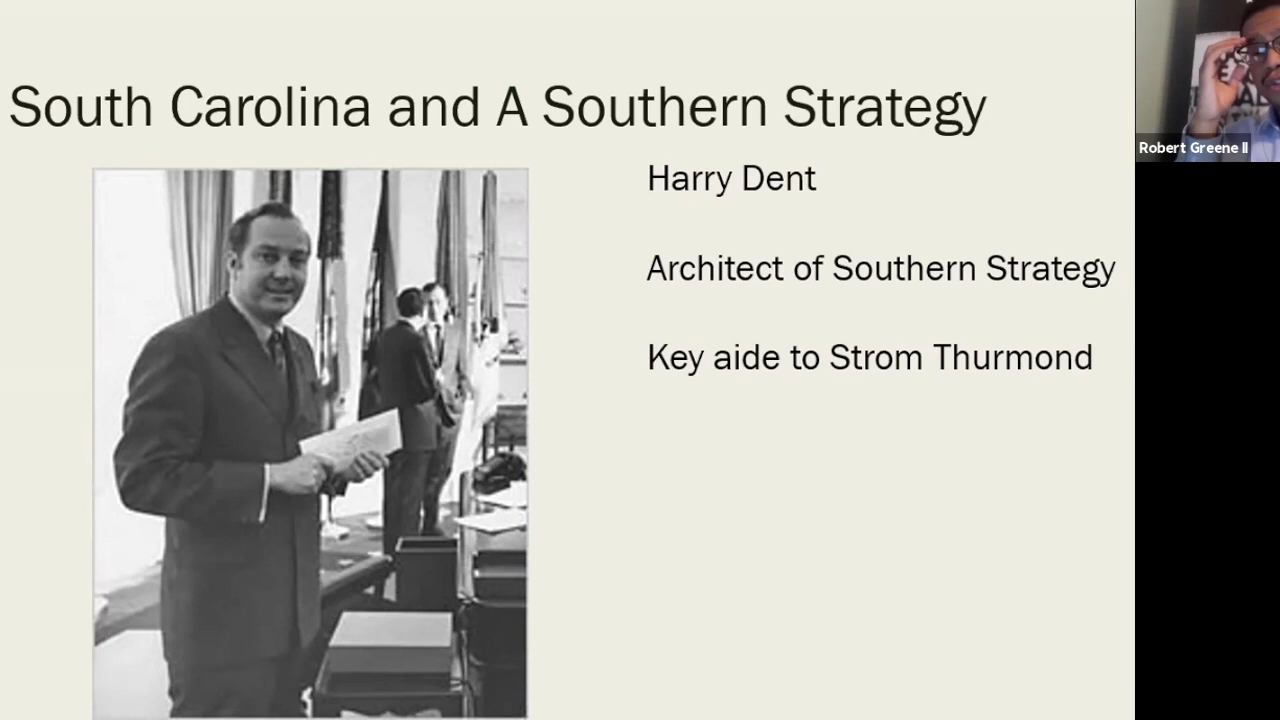 South Carolina and A Southern Strategy
Harry Dent
Architect of Southern Strategy
Key aide to Strom Thurmond
Robert Greene II